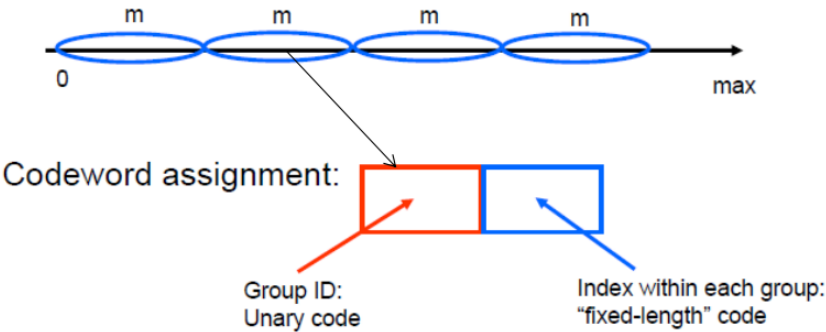 m m m m
0 max
Codeword assignment:
Group ID:
Unary code
Index within each group:
“fixed-length” code